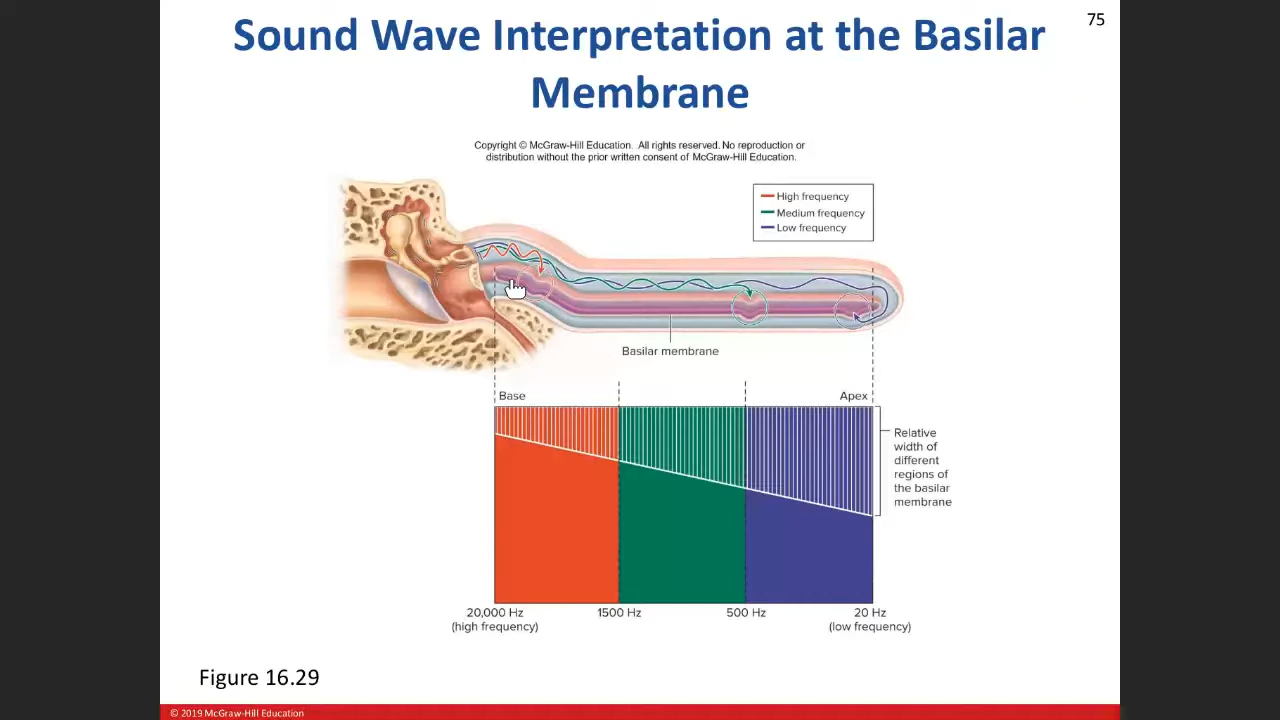 Sound Wave Interpretation at the Basilar
Membrane
75
Copyright © McGraw-Hill Education. All rights reserved. No reproduction or
distribution without the prior written consent of McGraw-Hill Education.
High frequency
Medium frequency
Low frequency
Basilar membrane
Base
Apex
Relative
width of
different
regions of
the basilar
membrane
20,000 Hz
(high frequency)
1500 Hz
500 Hz
20 Hz
(low frequency)
Figure 16.29
© 2019 McGraw-Hill Education